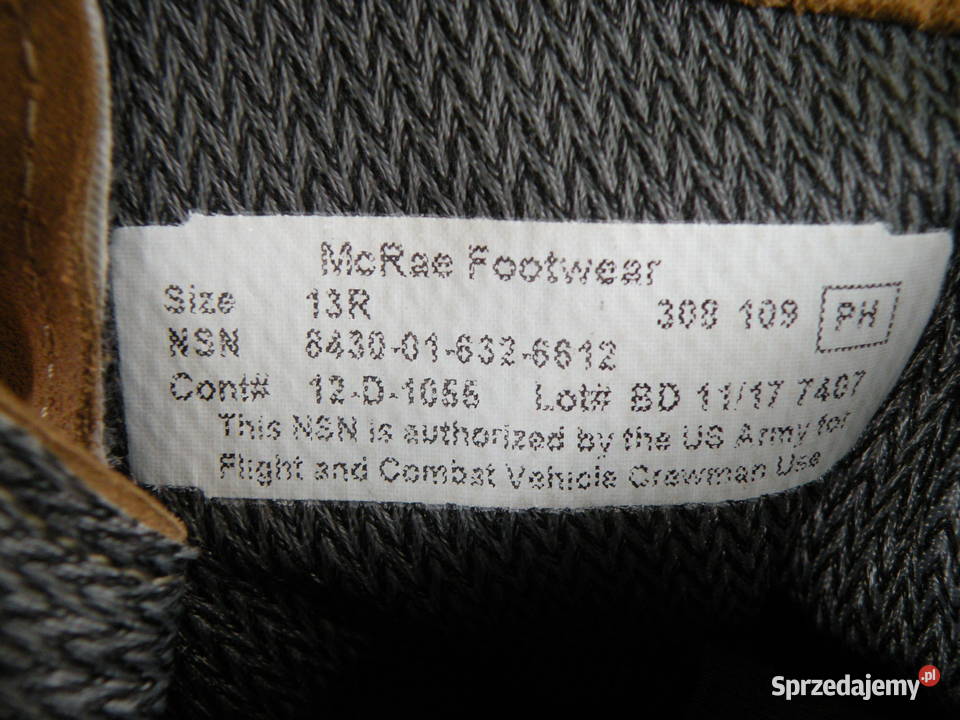 McRae Footwear
Size 13R 308 109 PH
NSN 8430-01-632-6612
Cont# 12-D-1055 Lot# BD 11/17 7407
This NSN is authorized by the US Army for
Flight and Combat Vehicle Crewman Use
Sprzedajemy.pl